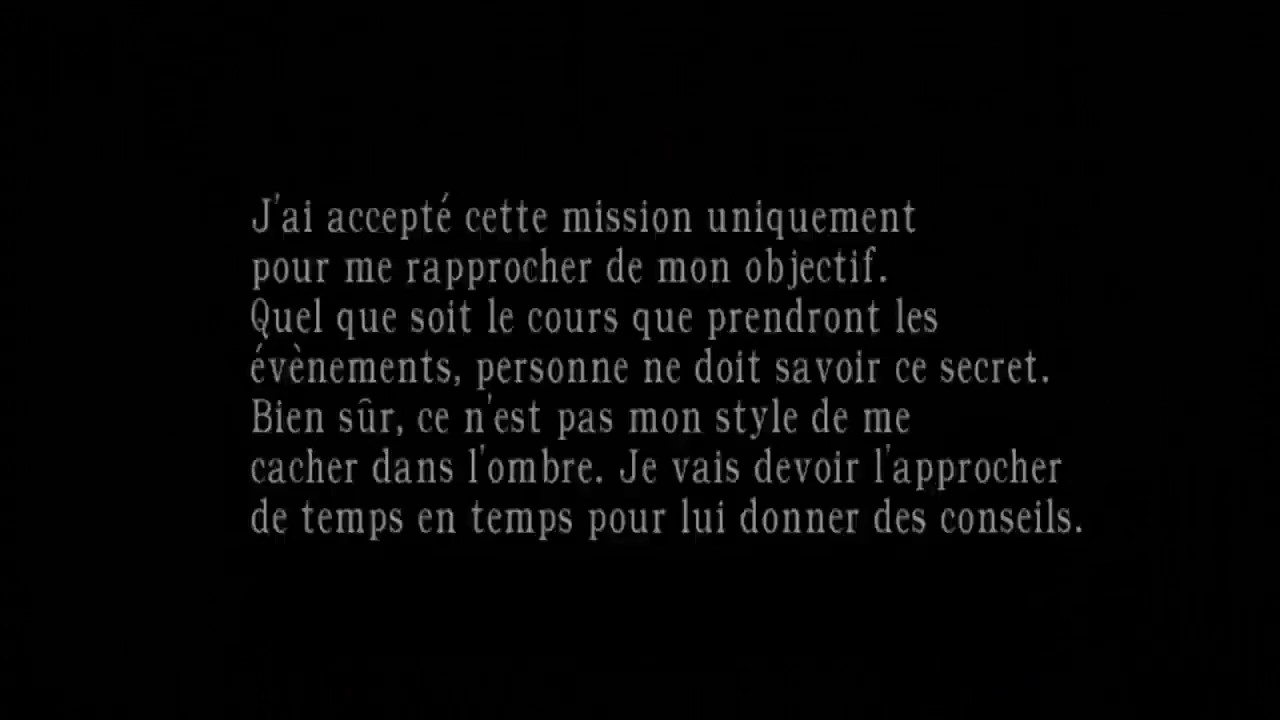 J'ai accepté cette mission uniquement
pour me rapprocher de mon objectif.
Quel que soit le cours que prendront les
évènements, personne ne doit savoir ce secret.
Bien sûr, ce n'est pas mon style de me
cacher dans l'ombre. Je vais devoir l'approcher
de temps en temps pour lui donner des conseils.